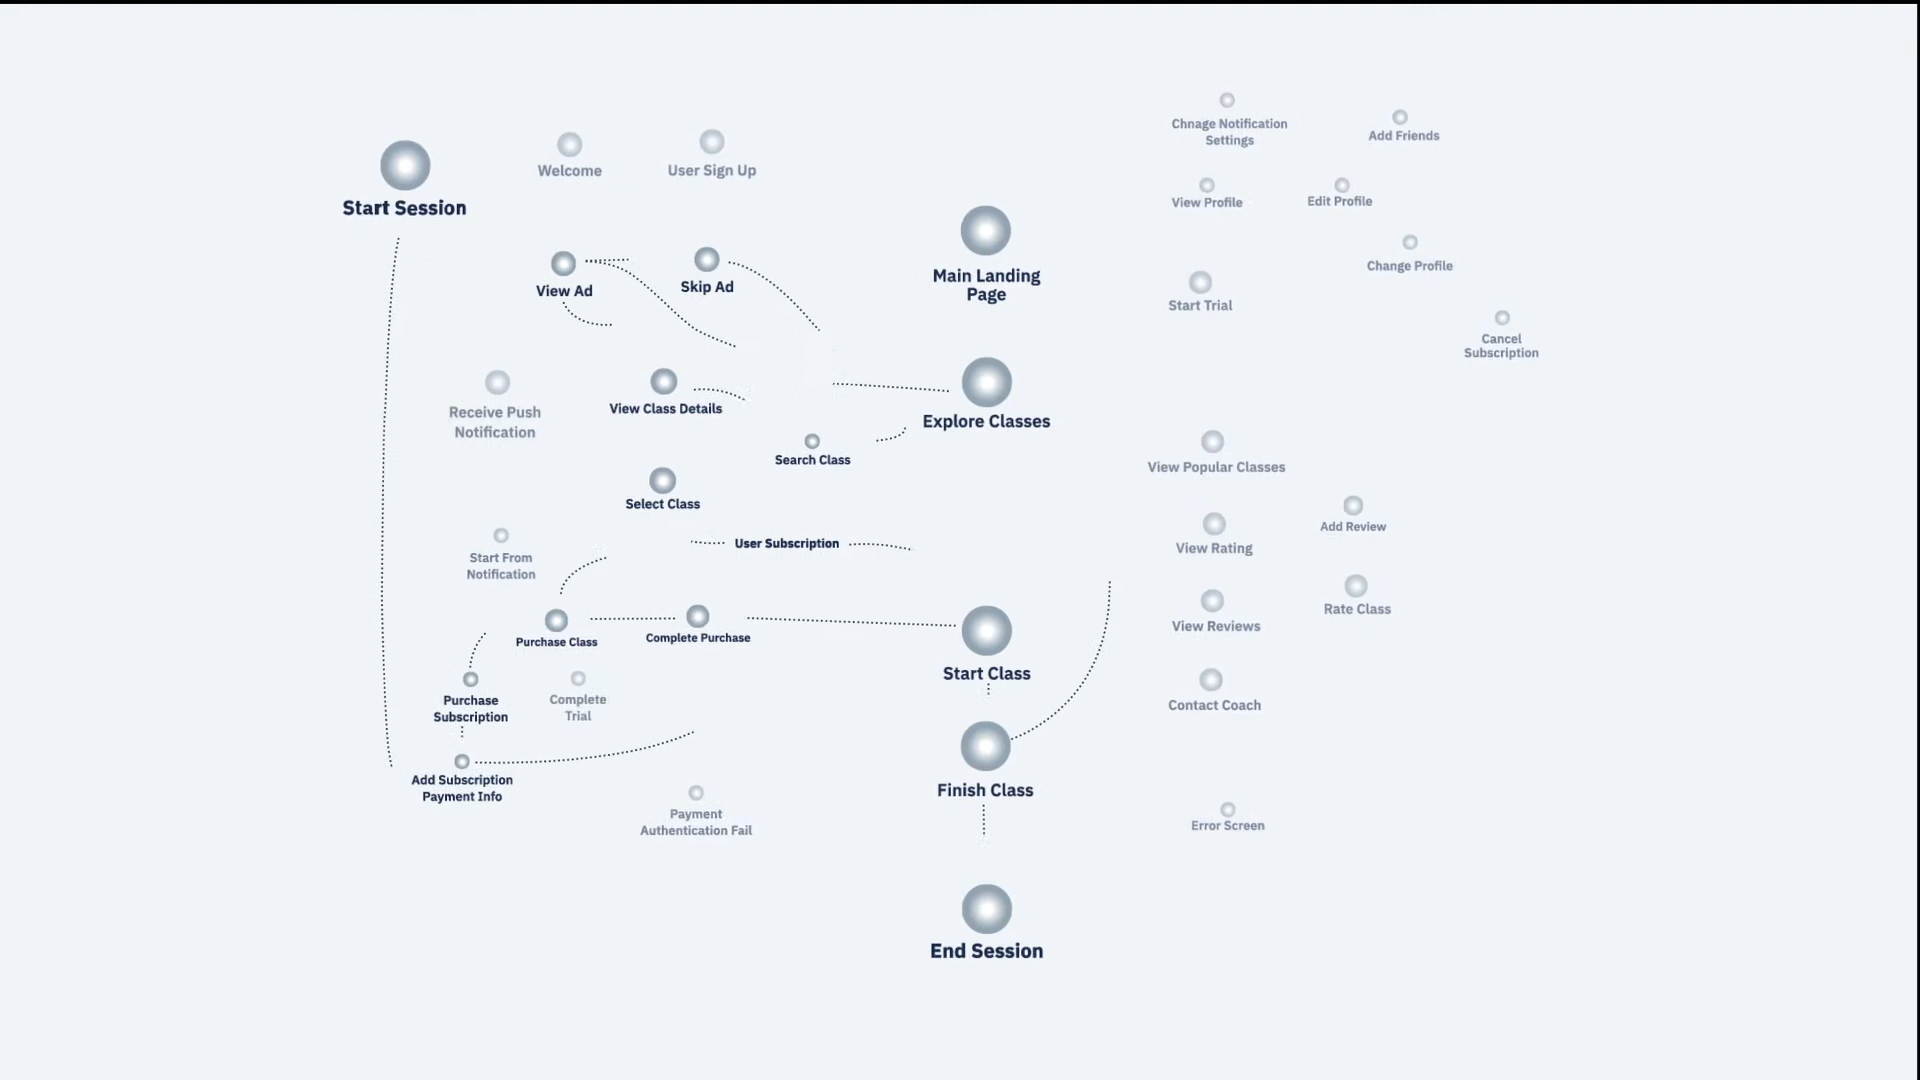 Chnage Notification
Settings
Add Friends
Welcome
User Sign Up
Start Session
View Profile
Edit Profile
Main Landing
Page
Change Profile
View Ad
Skip Ad
Start Trial
Cancel
Subscription
Receive Push
Notification
View Class Details
Explore Classes
Search Class
View Popular Classes
Select Class
Add Review
User Subscription
View Rating
Start From
Notification
Rate Class
View Reviews
Purchase Class
Complete Purchase
Start Class
Purchase
Subscription
Complete
Trial
Contact Coach
Add Subscription
Payment Info
Finish Class
Payment
Authentication Fail
Error Screen
End Session